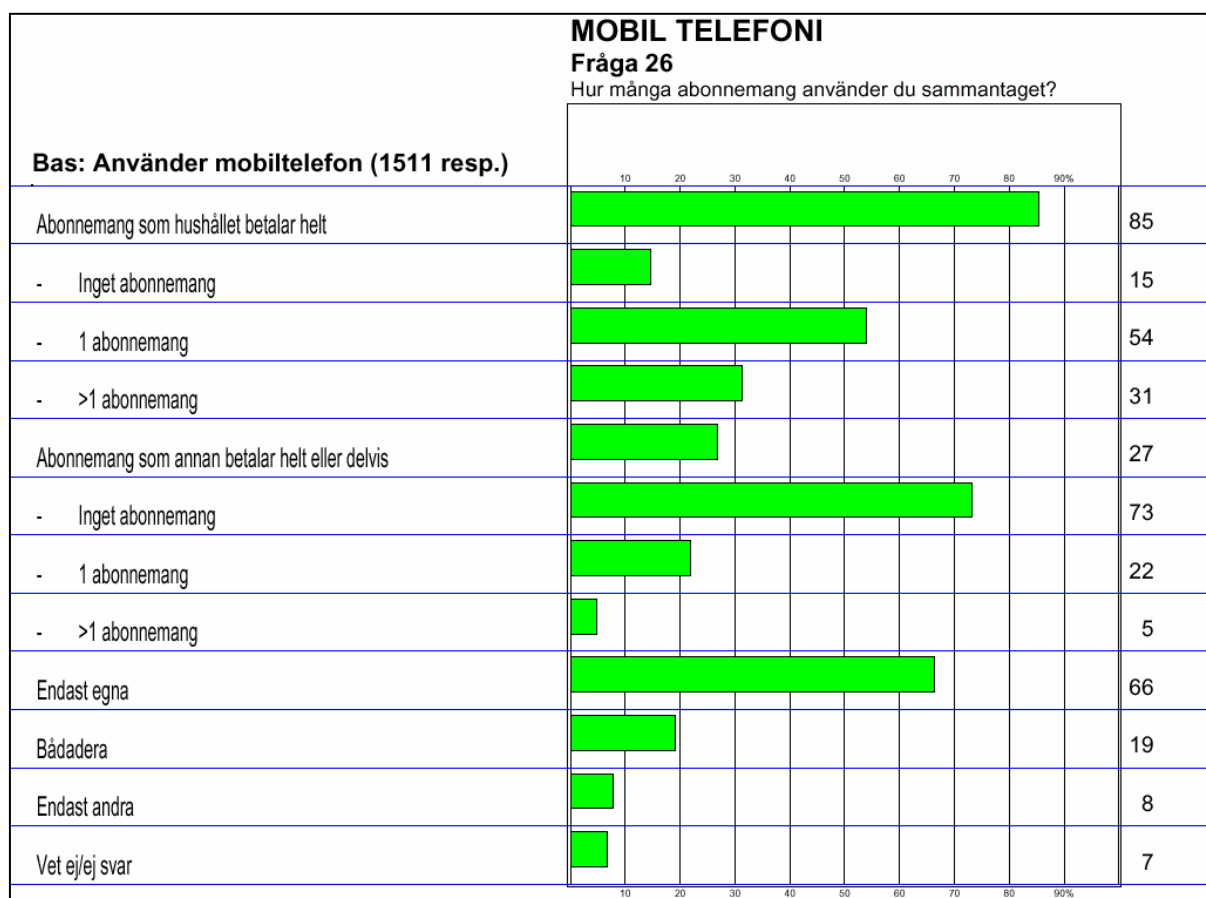 MOBIL TELEFONI
Fråga 26
Hur många abonnemang använder du sammantaget?
Bas: Använder mobiltelefon (1511 resp.)
10 20 30 40 50 60 70 80 90%
Abonnemang som hushållet betalar helt 85
- Inget abonnemang 15
- 1 abonnemang 54
- >1 abonnemang 31
Abonnemang som annan betalar helt eller delvis 27
- Inget abonnemang 73
- 1 abonnemang 22
- >1 abonnemang 5
Endast egna 66
Bådadera 19
Endast andra 8
Vet ej/ej svar 7
10 20 30 40 50 60 70 80 90%